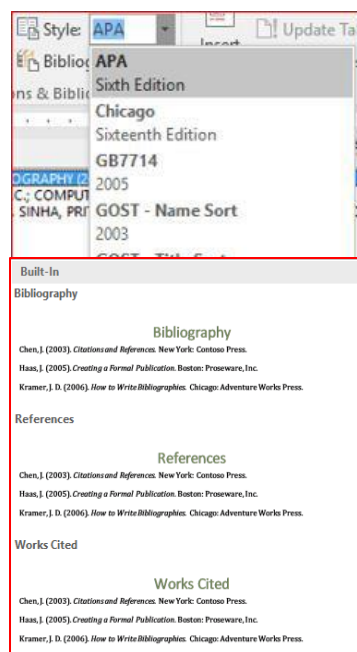 Style: APA
Insert
Update Ta
APA
Sixth Edition
Chicago
Sixteenth Edition
GB7714
2005
GOST - Name Sort
2003
ns & Biblic
C.; COMPUT
SINHA, PRI
Built-In
Bibliography
Bibliography
Chen, J. (2003). Citations and References. New York: Contoso Press.
Haas, J. (2005). Creating a Formal Publication. Boston: Proseware, Inc.
Kramer, J. D. (2006). How to Write Bibliographies. Chicago: Adventure Works Press.
References
References
Chen, J. (2003). Citations and References. New York: Contoso Press.
Haas, J. (2005). Creating a Formal Publication. Boston: Proseware, Inc.
Kramer, J. D. (2006). How to Write Bibliographies. Chicago: Adventure Works Press.
Works Cited
Works Cited
Chen, J. (2003). Citations and References. New York: Contoso Press.
Haas, J. (2005). Creating a Formal Publication. Boston: Proseware, Inc.
Kramer, J. D. (2006). How to Write Bibliographies. Chicago: Adventure Works Press.